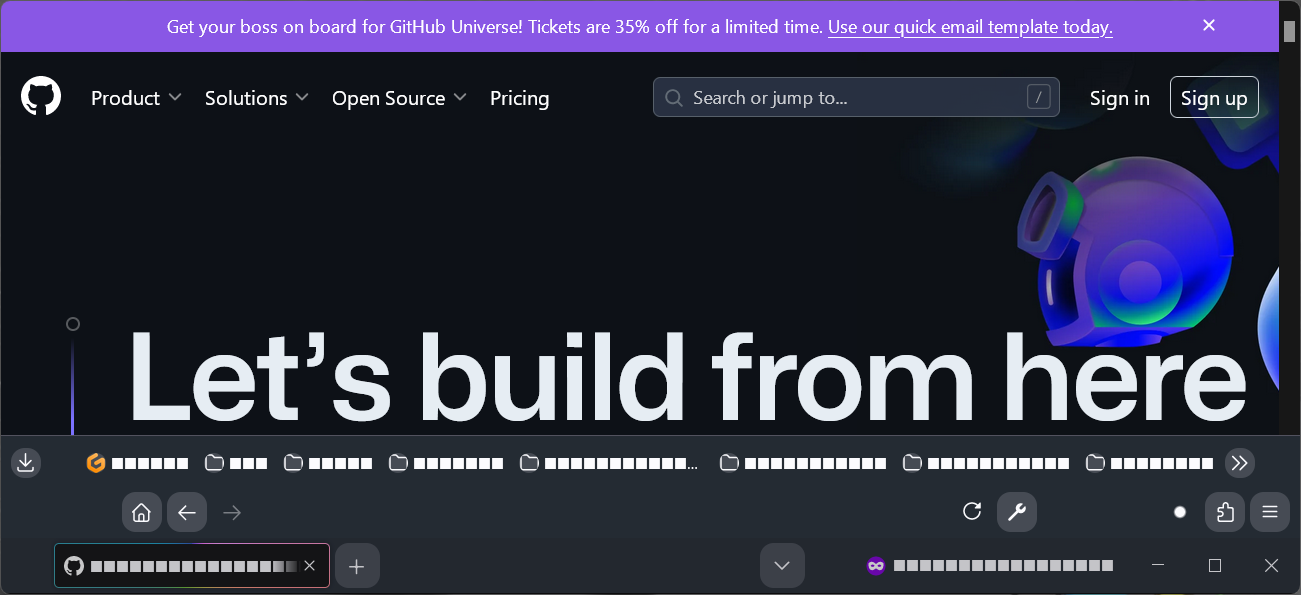 Get your boss on board for GitHub Universe! Tickets are 35% off for a limited time. Use our quick email template today.
Product Solutions Open Source Pricing Search or jump to... / Sign in Sign up
Let’s build from here